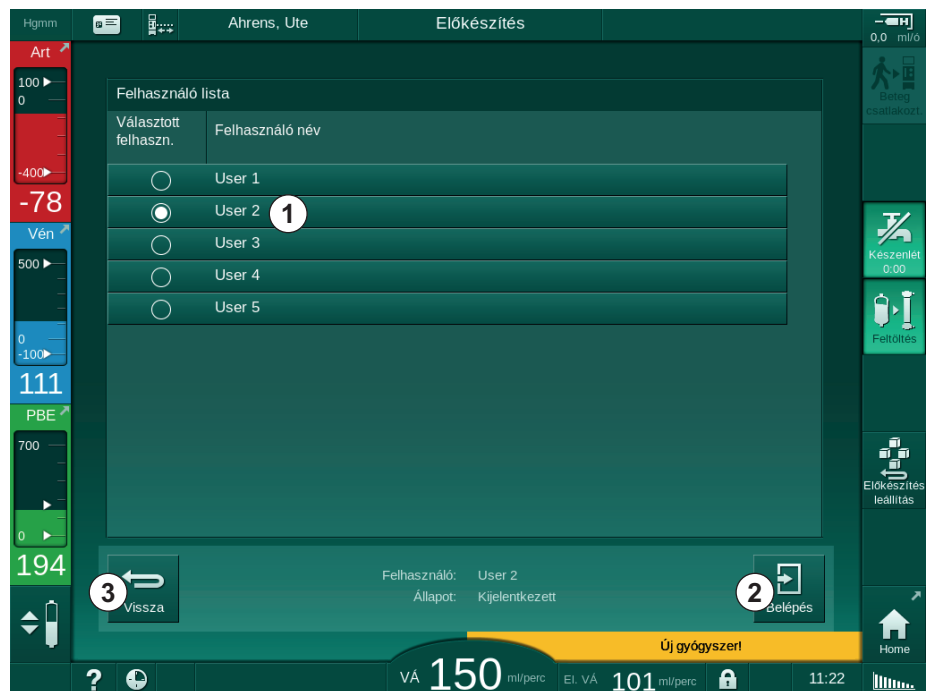 Hgmm
Ahrens, Ute
Előkészítés
0,0 ml/ó
Art
100
0
-400
-78
Vén
500
0
-100
111
PBE
700
0
194
Felhasználó lista
Választott
felhaszn.
Felhasználó név
User 1
User 2
1
User 3
User 4
User 5
3
Vissza
Felhasználó: User 2
Állapot: Kijelentkezett
2
Belépés
Új gyógyszer!
Beteg
csatlakozt.
Készenlét
0:00
Feltöltés
Előkészítés
leállítás
Home
?
VÁ 150 ml/perc
El. VÁ 101 ml/perc
11:22